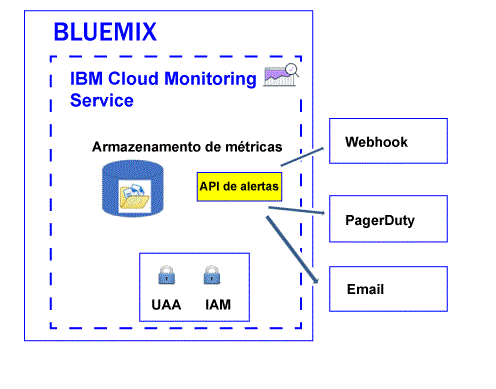 BLUEMIX
IBM Cloud Monitoring
Service
Armazenamento de métricas
API de alertas
Webhook
PagerDuty
Email
UAA
IAM